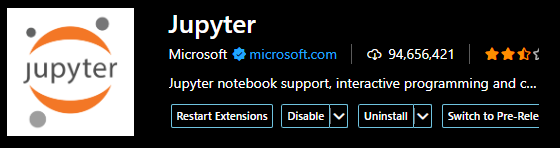 Jupyter
jupyter
Microsoft microsoft.com | 94,656,421 |
Jupyter notebook support, interactive programming and c...
Restart Extensions Disable Uninstall Switch to Pre-Rele